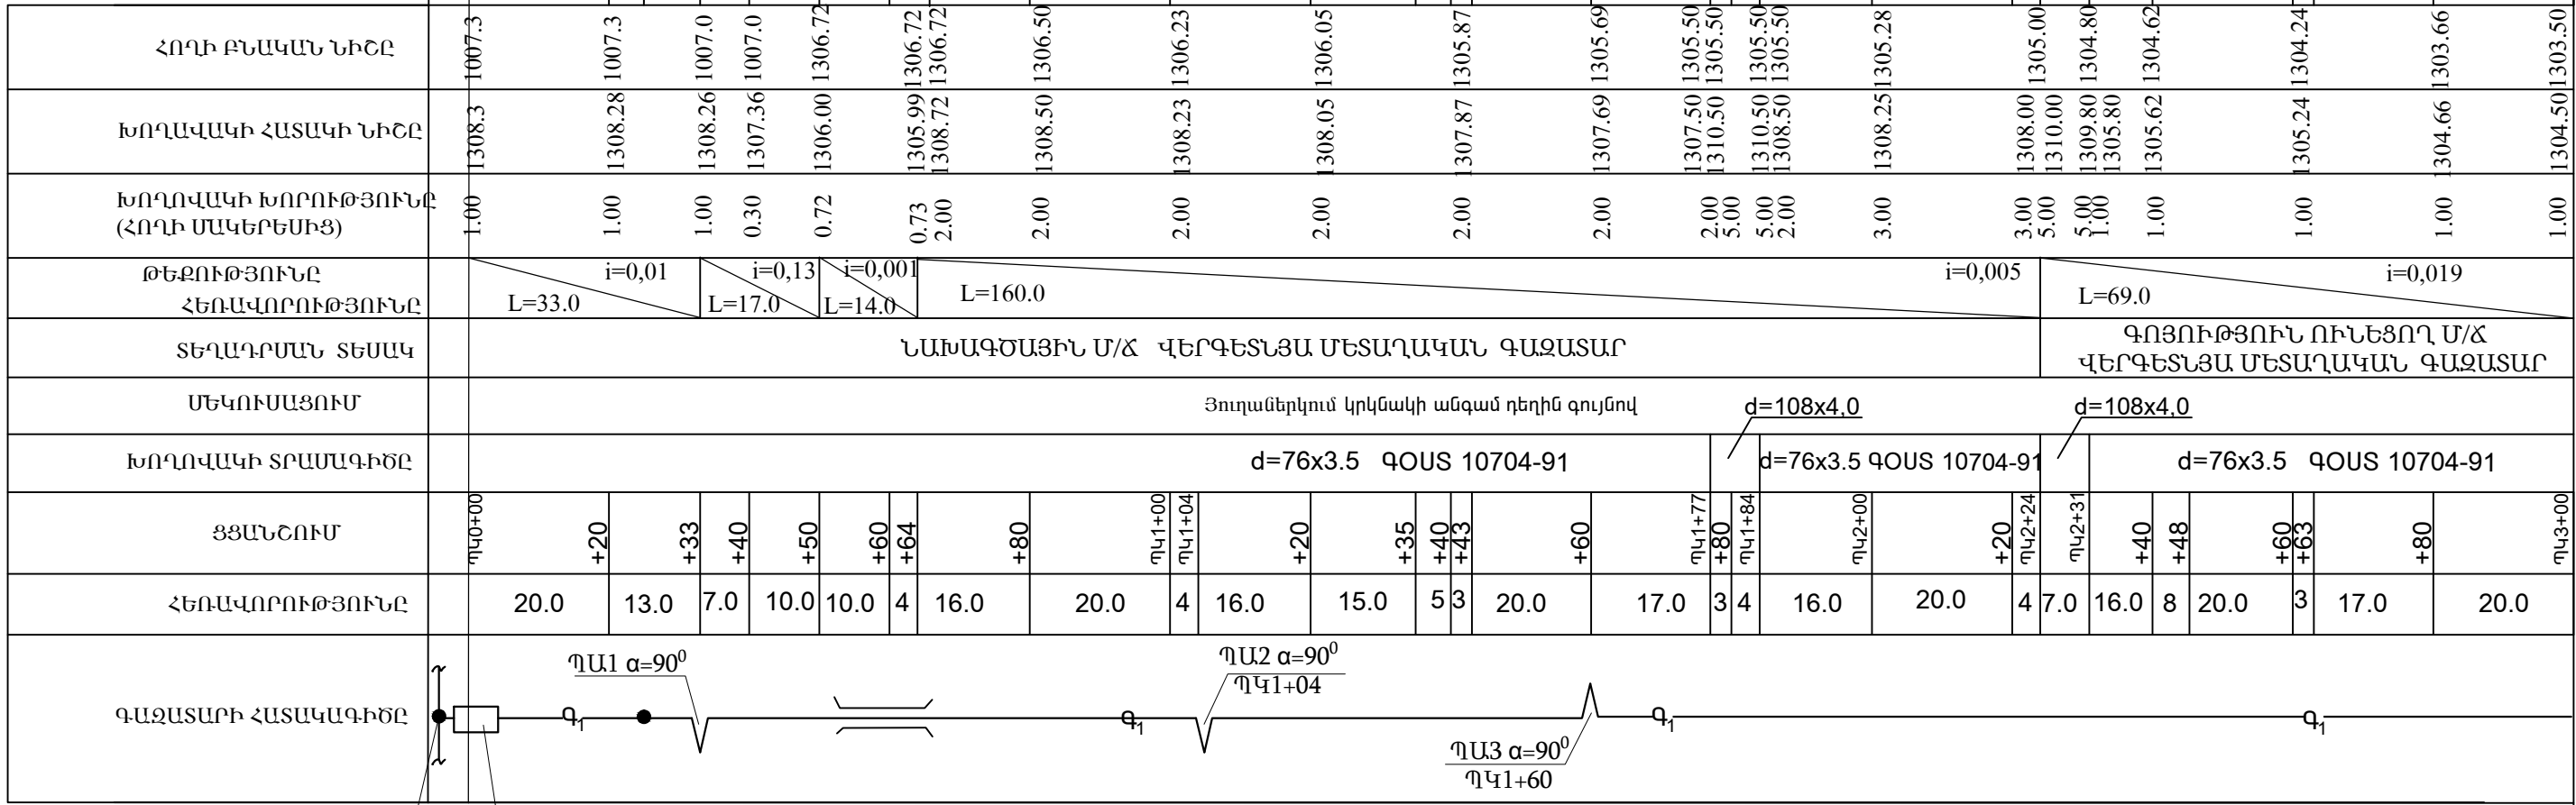 ՀՈՂԻ ԲՆԱԿԱՆ ՆԻՇԸ 1007.3 1007.3 1007.0 1007.0 1306.72 1306.72 1306.72 1306.50 1306.23 1306.05 1305.87 1305.69 1305.50 1305.50 1305.50 1305.50 1305.28 1305.00 1304.80 1304.62 1304.24 1303.66 1303.50
ԽՈՂԱՎԱԿԻ ՀԱՏԱԿԻ ՆԻՇԸ 1308.3 1308.28 1308.26 1307.36 1306.00 1305.99 1308.72 1308.50 1308.23 1308.05 1307.87 1307.69 1307.50 1310.50 1310.50 1308.50 1308.25 1308.00 1310.00 1309.80 1305.80 1305.62 1305.24 1304.66 1304.50
ԽՈՂՈՎԱԿԻ ԽՈՐՈՒԹՅՈՒՆԸ
(ՀՈՂԻ ՄԱԿԵՐԵՍԻՑ) 1.00 1.00 1.00 0.30 0.72 0.73 2.00 2.00 2.00 2.00 2.00 2.00 2.00 5.00 5.00 2.00 3.00 3.00 5.00 5.00 1.00 1.00 1.00 1.00 1.00
ԹԵՔՈՒԹՅՈՒՆԸ i=0,01 i=0,13 i=0,001 i=0,005 i=0,019
ՀԵՌԱՎՈՐՈՒԹՅՈՒՆԸ L=33.0 L=17.0 L=14.0 L=160.0 L=69.0
ՏԵՂԱԴՐՄԱՆ ՏԵՍԱԿ ՆԱԽԱԳԾԱՅԻՆ Մ/Ճ ՎԵՐԳԵՏՆՅԱ ՄԵՏԱՂԱԿԱՆ ԳԱԶԱՏԱՐ
ԳՈՅՈՒԹՅՈՒՆ ՈՒՆԵՑՈՂ Մ/Ճ
ՎԵՐԳԵՏՆՅԱ ՄԵՏԱՂԱԿԱՆ ԳԱԶԱՏԱՐ
ՄԵԿՈՒՍԱՑՈՒՄ Յուղաներկում կրկնակի անգամ դեղին գույնով d=108x4,0 d=108x4,0
ԽՈՂՈՎԱԿԻ ՏՐԱՄԱԳԻԾԸ d=76x3.5 ԳՕՍՏ 10704-91 d=76x3.5 ԳՕՍՏ 10704-91 d=76x3.5 ԳՕՍՏ 10704-91
ՑՑԱՆՇՈՒՄ ՊԿ0+00 +20 +33 +40 +50 +60 +64 +80 ՊԿ1+00 ՊԿ1+04 +20 +35 +40 +43 +60 ՊԿ1+77 +80 ՊԿ1+84 ՊԿ2+00 +20 ՊԿ2+24 ՊԿ2+31 +40 +48 +60 +63 +80 ՊԿ3+00
ՀԵՌԱՎՈՐՈՒԹՅՈՒՆԸ 20.0 13.0 7.0 10.0 10.0 4 16.0 20.0 4 16.0 15.0 5 3 20.0 17.0 3 4 16.0 20.0 4 7.0 16.0 8 20.0 3 17.0 20.0
ՊԱ1 α=90⁰
ՊԱ2 α=90⁰
ՊԿ1+04
ԳԱԶԱՏԱՐԻ ՀԱՏԱԿԱԳԻԾԸ Գ₁ Գ₁ Գ₁ Գ₁
ՊԱ3 α=90⁰
ՊԿ1+60